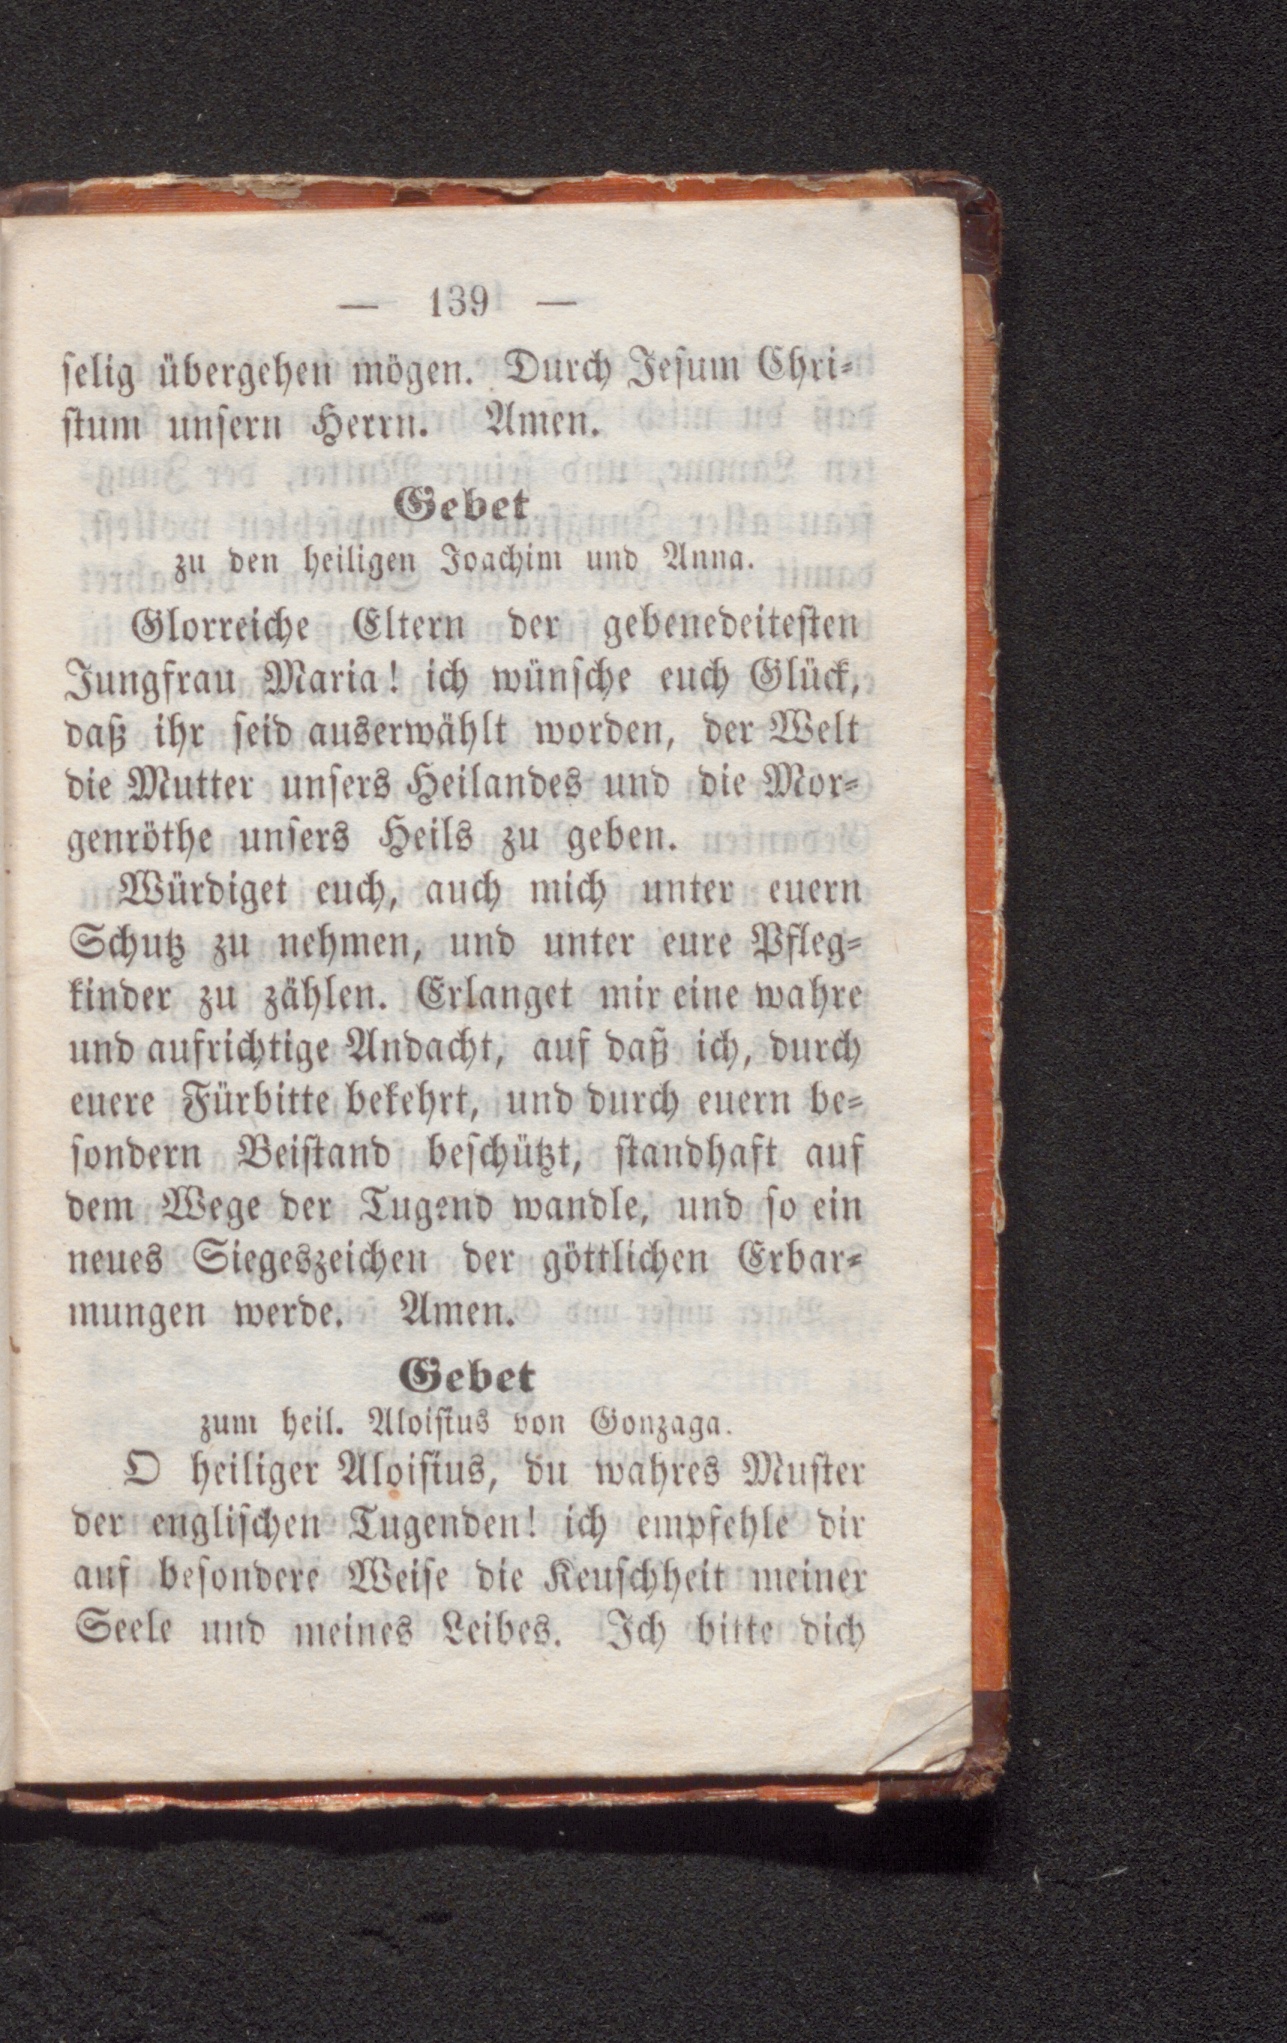 — 139 —
selig übergehen mögen. Durch Jesum Chri-
stum unsern Herrn. Amen.
Gebet
zu den heiligen Joachim und Anna.
Glorreiche Eltern der gebenedeitesten
Jungfrau Maria! ich wünsche euch Glück,
daß ihr seid auserwählt worden, der Welt
die Mutter unsers Heilandes und die Mor-
genröthe unsers Heils zu geben.
Würdiget euch, auch mich unter euern
Schutz zu nehmen, und unter eure Pfleg-
kinder zu zählen. Erlanget mir eine wahre
und aufrichtige Andacht, auf daß ich, durch
euere Fürbitte bekehrt, und durch euern be-
sondern Beistand beschützt, standhaft auf
dem Wege der Tugend wandle, und so ein
neues Siegeszeichen der göttlichen Erbar-
mungen werde. Amen.
Gebet
zum heil. Aloisius von Gonzaga.
O heiliger Aloisius, du wahres Muster
der englischen Tugenden! ich empfehle dir
auf besondere Weise die Keuschheit meiner
Seele und meines Leibes. Ich bitte dich